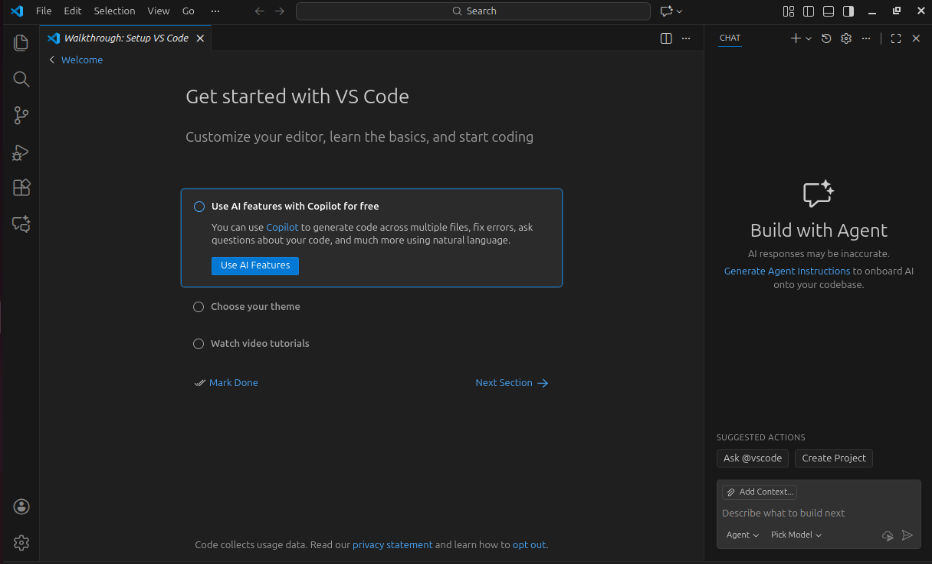 File Edit Selection View Go ··· Search
Walkthrough: Setup VS Code
CHAT
Welcome
Get started with VS Code
Customize your editor, learn the basics, and start coding
Use AI features with Copilot for free
You can use Copilot to generate code across multiple files, fix errors, ask
questions about your code, and much more using natural language.
Use AI Features
Choose your theme
Watch video tutorials
Mark Done
Next Section
Code collects usage data. Read our privacy statement and learn how to opt out.
Build with Agent
AI responses may be inaccurate.
Generate Agent Instructions to onboard AI
onto your codebase.
SUGGESTED ACTIONS
Ask @vscode Create Project
Add Context...
Describe what to build next
Agent Pick Model